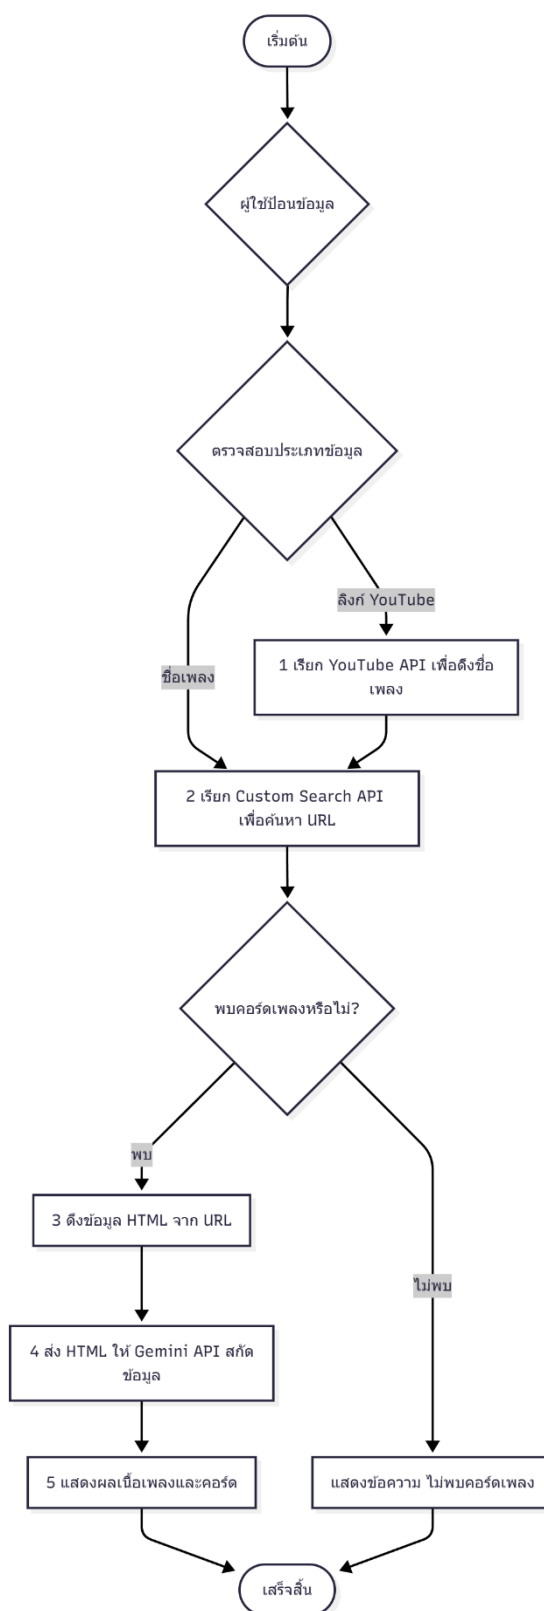 เริ่มต้น
ผู้ใช้ป้อนข้อมูล
ตรวจสอบประเภทข้อมูล
ลิงก์ YouTube
1 เรียก YouTube API เพื่อดึงชื่อ
เพลง
ชื่อเพลง
2 เรียก Custom Search API
เพื่อค้นหา URL
พบคอร์ดเพลงหรือไม่?
พบ
3 ดึงข้อมูล HTML จาก URL
ไม่พบ
4 ส่ง HTML ให้ Gemini API สกัด
ข้อมูล
5 แสดงผลเนื้อเพลงและคอร์ด
แสดงข้อความ ไม่พบคอร์ดเพลง
เสร็จสิ้น